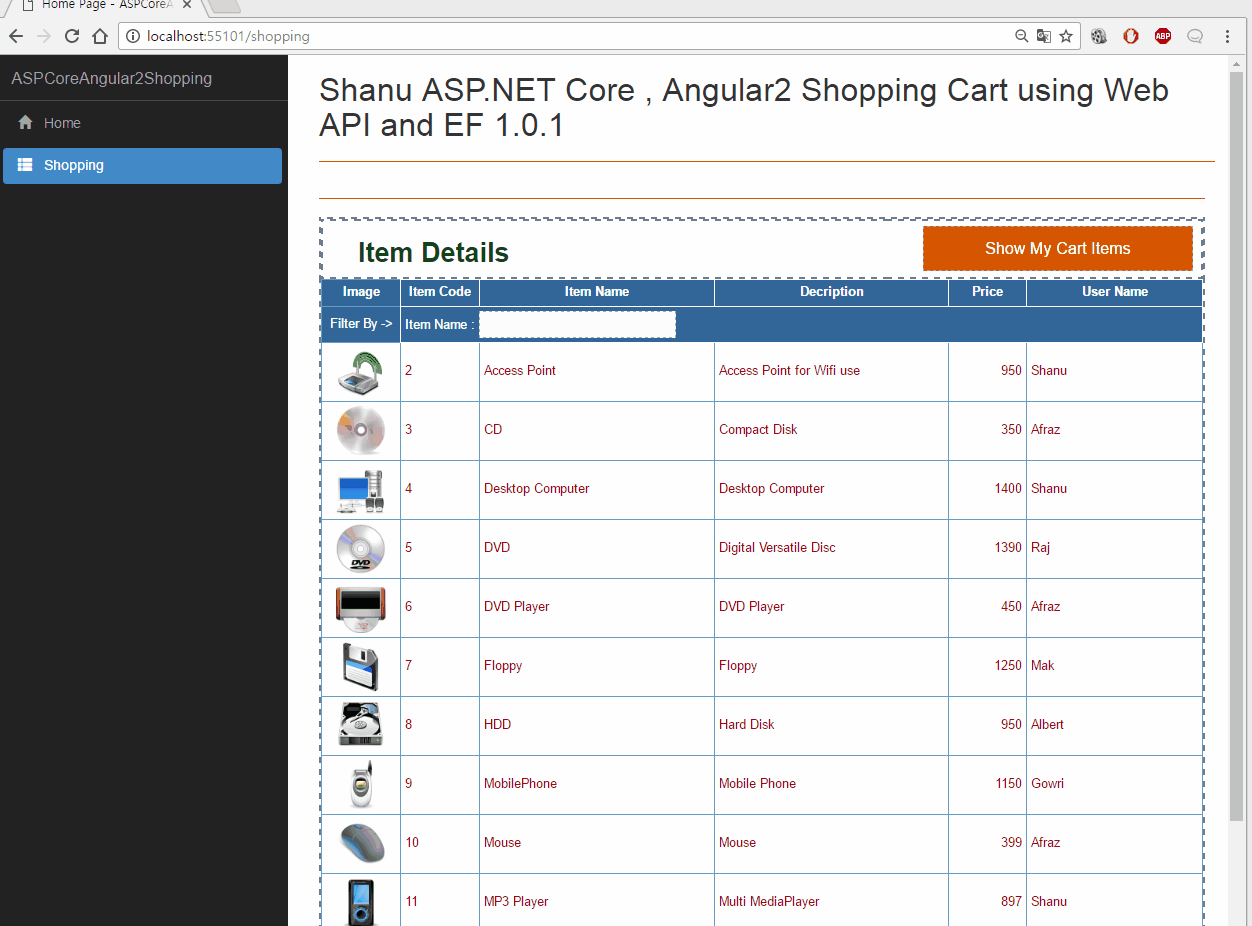 Home Page - ASPCoreA
localhost:55101/shopping
ABP
ASPCoreAngular2Shopping
Home
Shopping
Shanu ASP.NET Core , Angular2 Shopping Cart using Web
API and EF 1.0.1
Item Details
Show My Cart Items
Image Item Code Item Name Decription Price User Name
Filter By -> Item Name :
2 Access Point Access Point for Wifi use 950 Shanu
3 CD Compact Disk 350 Afraz
4 Desktop Computer Desktop Computer 1400 Shanu
DVD
5 DVD Digital Versatile Disc 1390 Raj
6 DVD Player DVD Player 450 Afraz
7 Floppy Floppy 1250 Mak
8 HDD Hard Disk 950 Albert
9 MobilePhone Mobile Phone 1150 Gowri
10 Mouse Mouse 399 Afraz
11 MP3 Player Multi MediaPlayer 897 Shanu